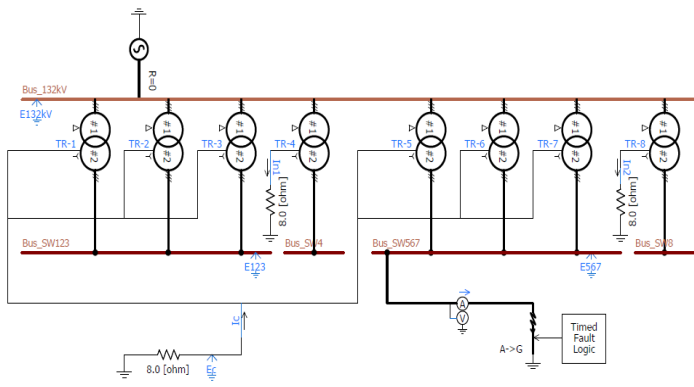 R=0
Bus_132kV
E132kV
#1 #1 #1 #1 #1 #1 #1 #1
TR-1 TR-2 TR-3 TR-4 TR-5 TR-6 TR-7 TR-8
#2 #2 #2 #2 #2 #2 #2 #2
In1 In2
8.0 [ohm] 8.0 [ohm]
Bus_SW123 Bus_SW4 Bus_SW567 Bus_SW8
E123 E567
A
V
Ic
Timed
Fault
Logic
A->G
Ec
8.0 [ohm]